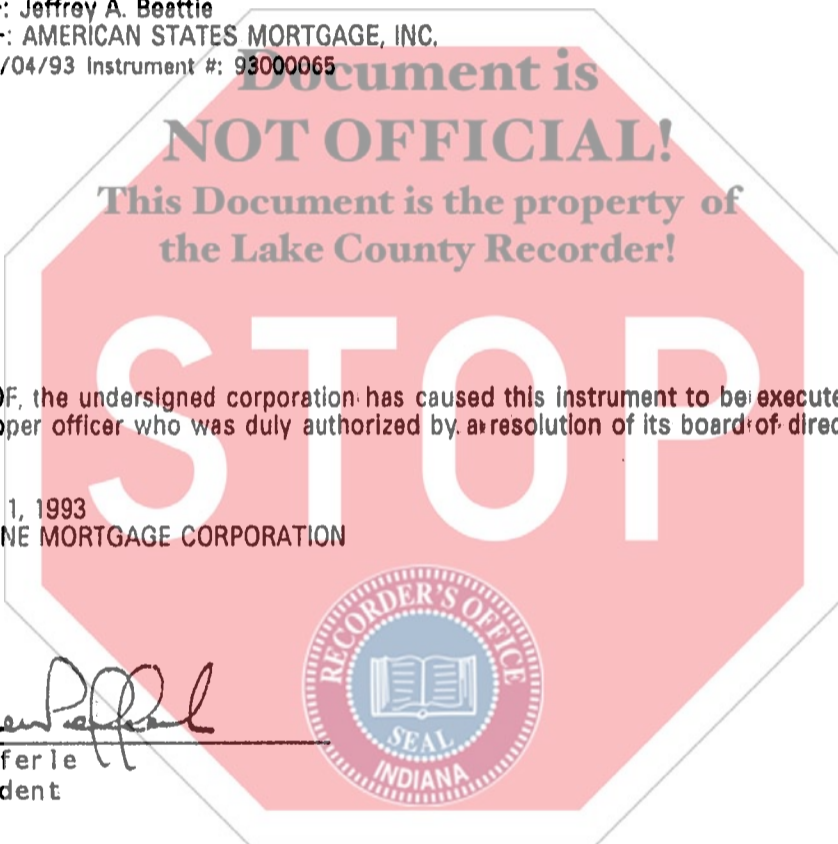 : Jeffrey A. Beattie
: AMERICAN STATES MORTGAGE, INC.
/04/93 Instrument #: 93000065
Document is
NOT OFFICIAL!
This Document is the property of
the Lake County Recorder!
STOP
F, the undersigned corporation has caused this instrument to be execute
per officer who was duly authorized by a resolution of its board of direc
1, 1993
NE MORTGAGE CORPORATION
RECORDER'S OFFICE
SEAL
INDIANA
ferle
dent